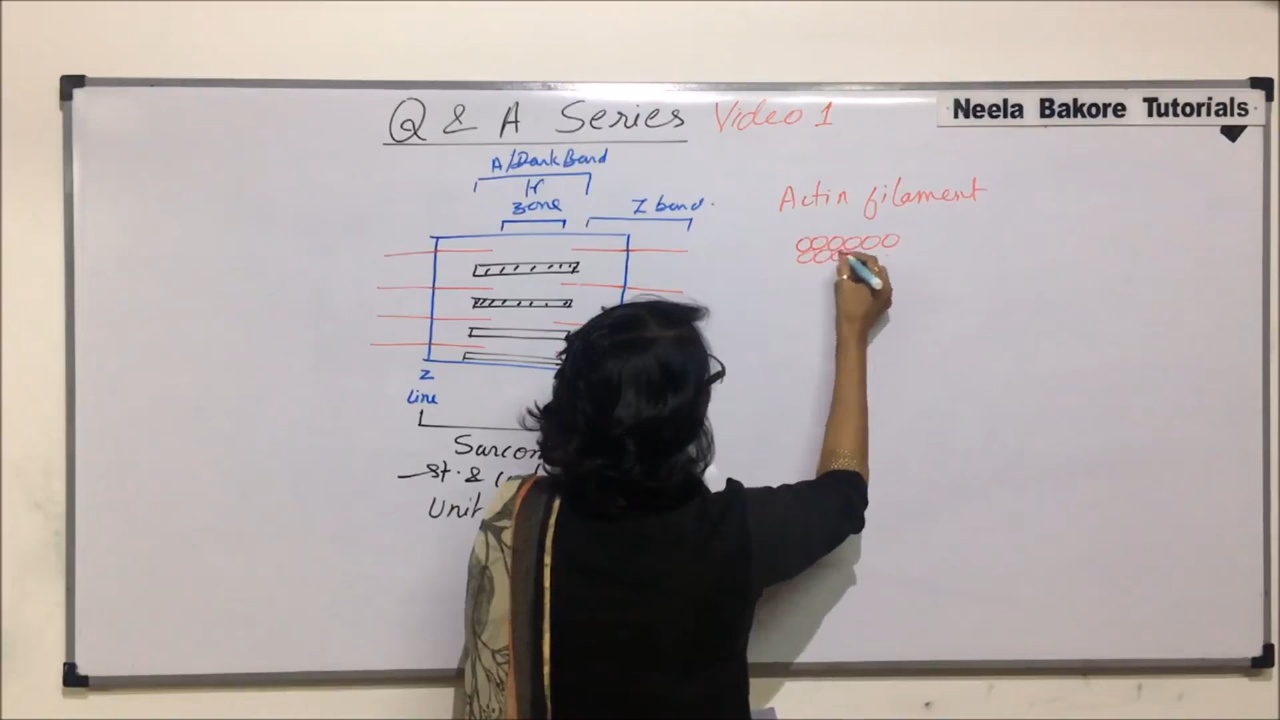 Q & A Series Video 1
Neela Bakore Tutorials
A/Dark Band
H
zone
I band.
Actin filament
Z
Line
Sarcom
St. &
Unit